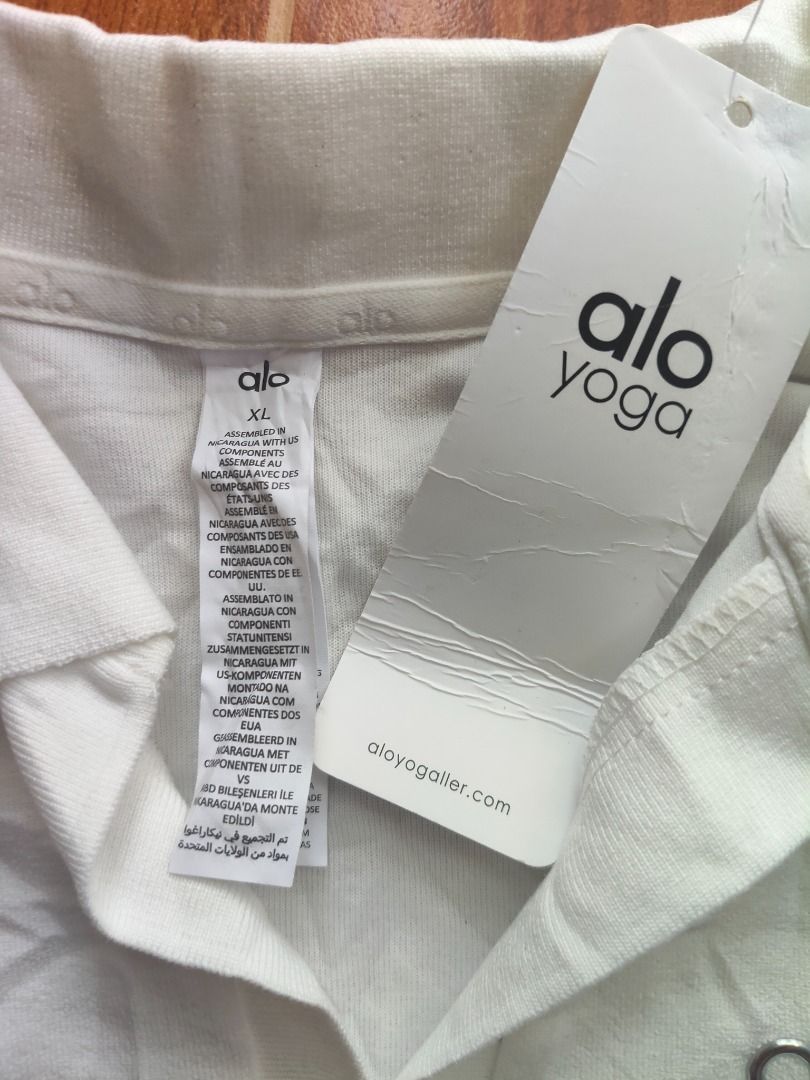 alo alo alo
alo
XL
ASSEMBLED IN
NICARAGUA WITH US
COMPONENTS
ASSEMBLÉ AU
NICARAGUA AVEC DES
COMPOSANTS DES
ÉTATS-UNIS
ASSEMBLÉ EN
NICARAGUA AVEC DES
COMPOSANTS DES USA
ENSAMBLADO EN
NICARAGUA CON
COMPONENTES DE EE.
UU.
ASSEMBLATO IN
NICARAGUA CON
COMPONENTI
STATUNITENSI
ZUSAMMENGESETZT IN
NICARAGUA MIT
US-KOMPONENTEN
MONTADO NA
NICARÁGUA COM
COMPONENTES DOS
EUA
GEASSEMBLEERD IN
NICARAGUA MET
COMPONENTEN UIT DE
VS
ABD BILEŞENLERI İLE
NIKARAGUA'DA MONTE
EDİLDİ
تم التجميع في نيكاراغوا
بمواد من الولايات المتحدة
alo
yoga
aloyogaller.com